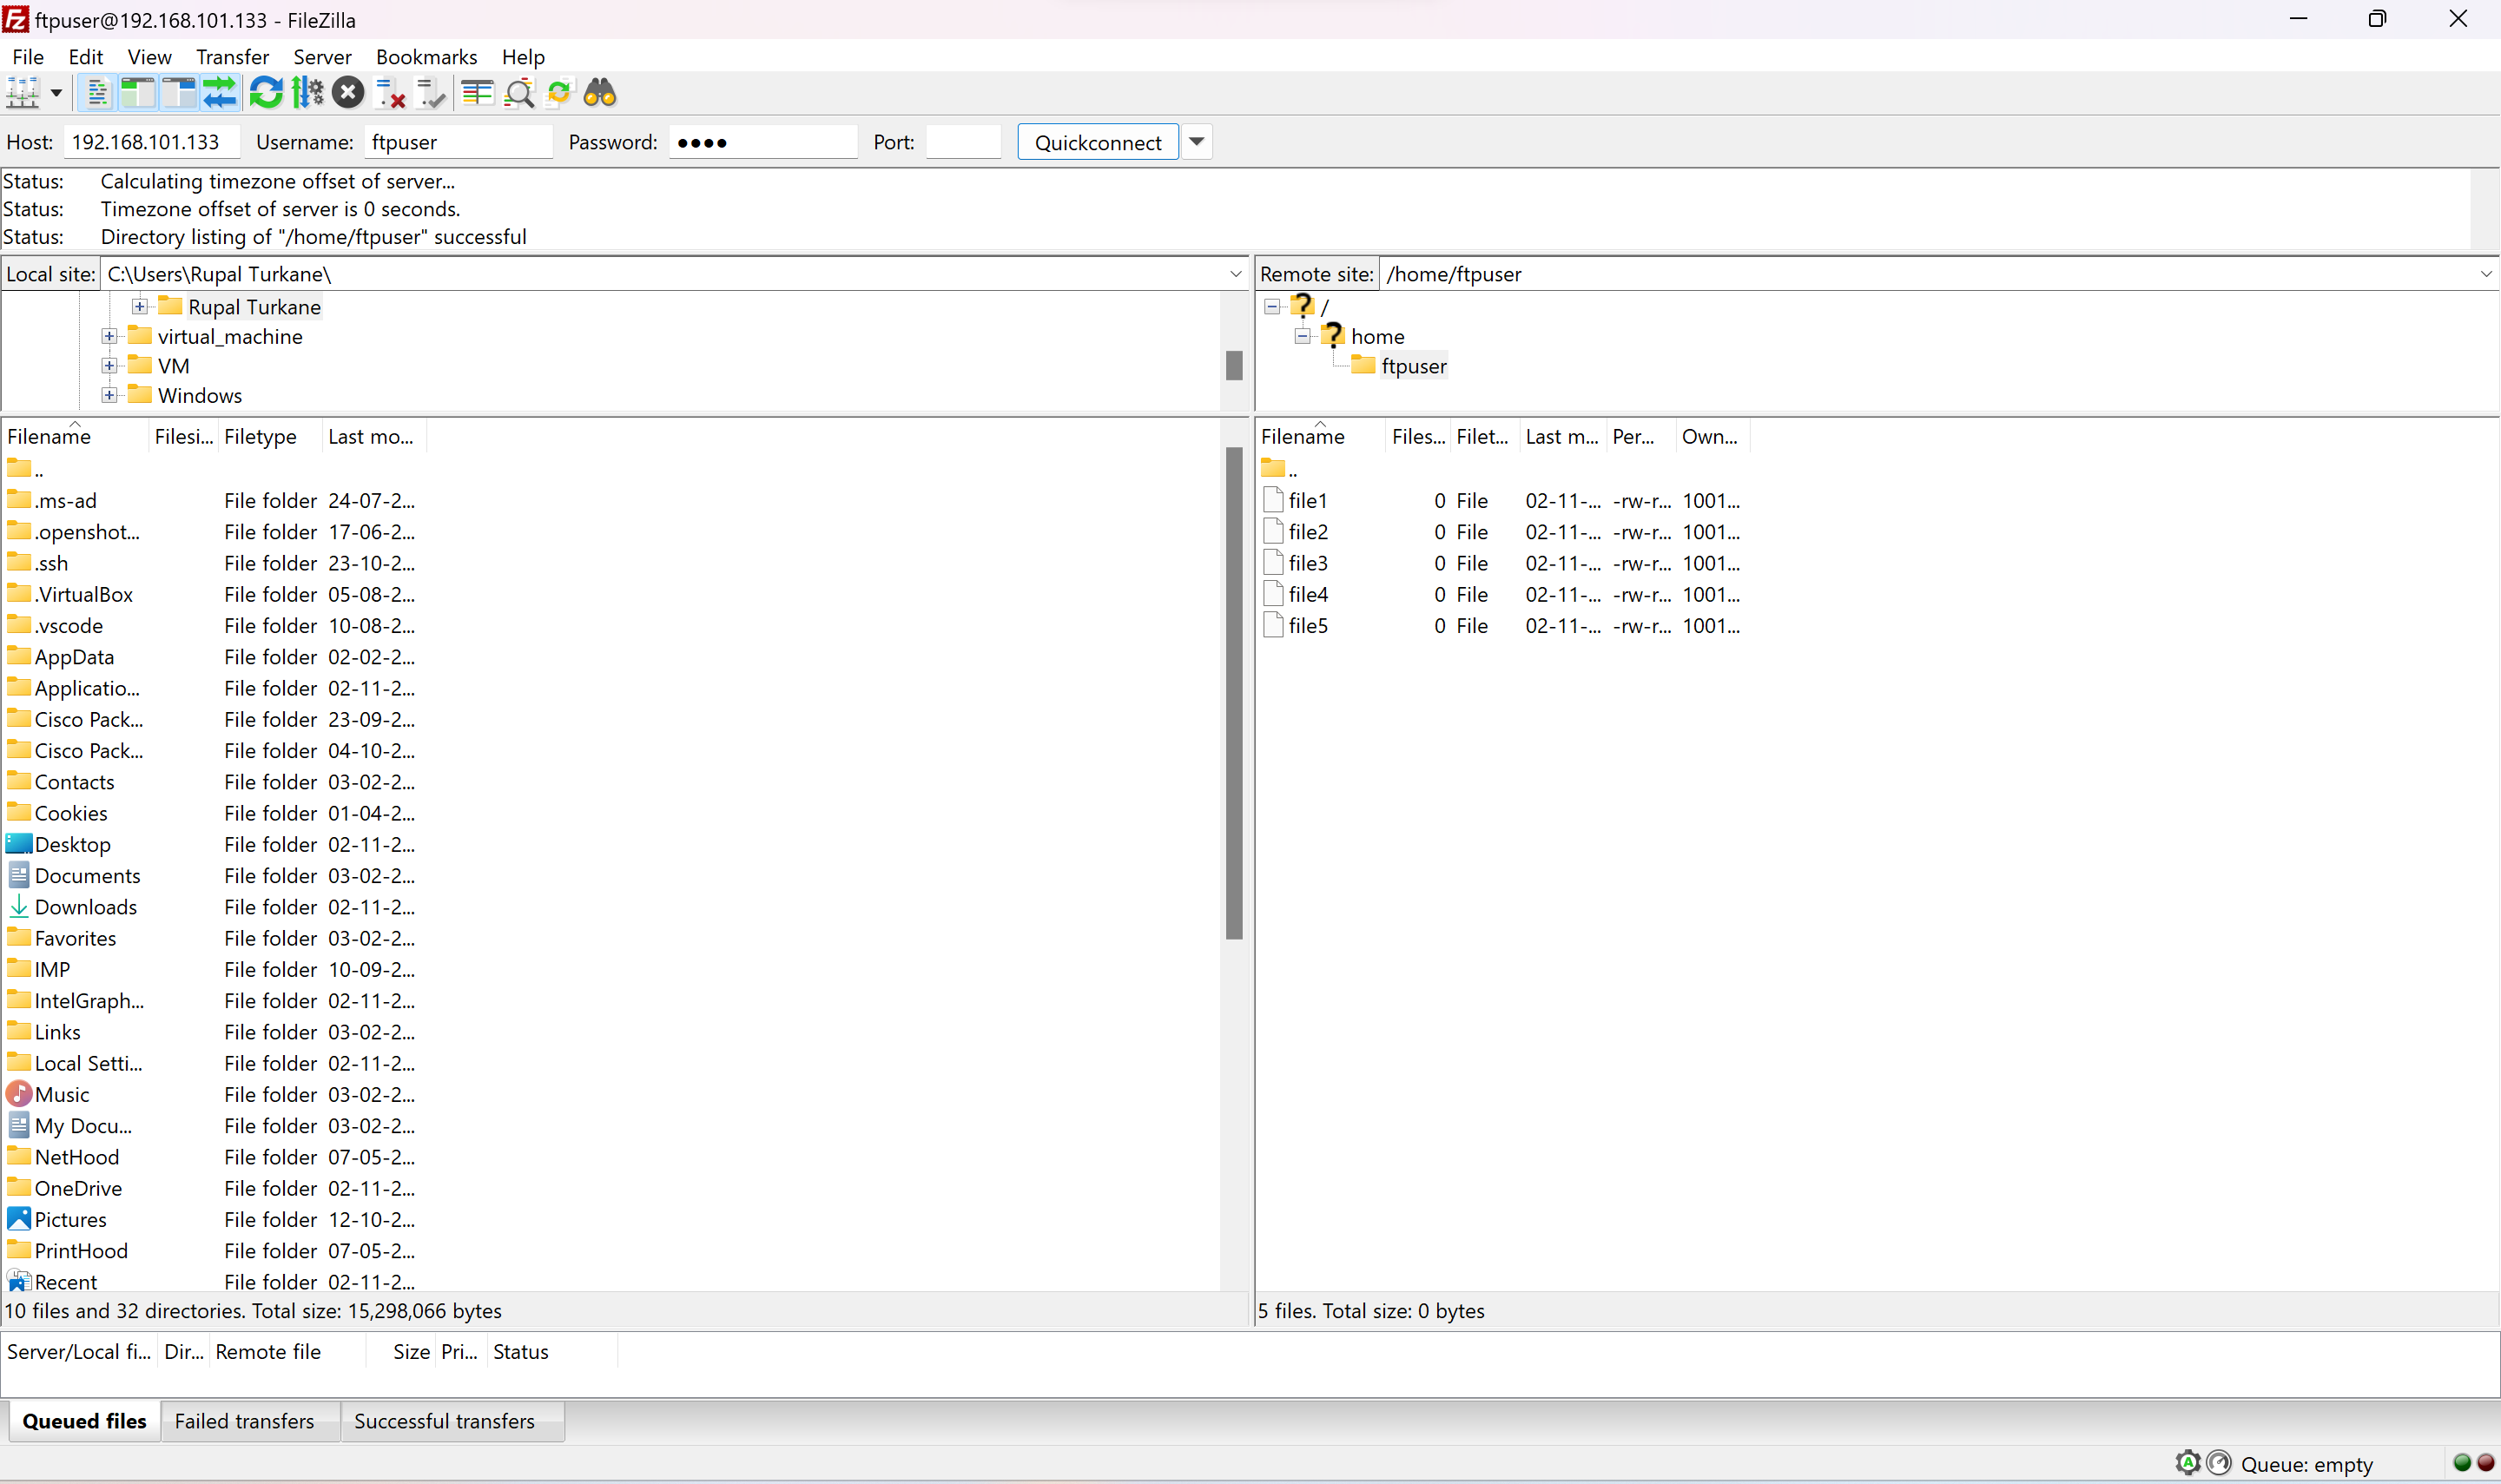 ftpuser@192.168.101.133 - FileZilla
File Edit View Transfer Server Bookmarks Help
Host: 192.168.101.133 Username: ftpuser Password: ●●●● Port: Quickconnect
Status: Calculating timezone offset of server...
Status: Timezone offset of server is 0 seconds.
Status: Directory listing of "/home/ftpuser" successful
Local site: C:\Users\Rupal Turkane\
Rupal Turkane
virtual_machine
VM
Windows
Remote site: /home/ftpuser
/
home
ftpuser
Filename Filesi... Filetype Last mo...
..
.ms-ad File folder 24-07-2...
.openshot... File folder 17-06-2...
.ssh File folder 23-10-2...
.VirtualBox File folder 05-08-2...
.vscode File folder 10-08-2...
AppData File folder 02-02-2...
Applicatio... File folder 02-11-2...
Cisco Pack... File folder 23-09-2...
Cisco Pack... File folder 04-10-2...
Contacts File folder 03-02-2...
Cookies File folder 01-04-2...
Desktop File folder 02-11-2...
Documents File folder 03-02-2...
Downloads File folder 02-11-2...
Favorites File folder 03-02-2...
IMP File folder 10-09-2...
IntelGraph... File folder 02-11-2...
Links File folder 03-02-2...
Local Setti... File folder 02-11-2...
Music File folder 03-02-2...
My Docu... File folder 03-02-2...
NetHood File folder 07-05-2...
OneDrive File folder 02-11-2...
Pictures File folder 12-10-2...
PrintHood File folder 07-05-2...
Recent File folder 02-11-2...
10 files and 32 directories. Total size: 15,298,066 bytes
Filename Files... Filet... Last m... Per... Own...
..
file1 0 File 02-11-... -rw-r... 1001...
file2 0 File 02-11-... -rw-r... 1001...
file3 0 File 02-11-... -rw-r... 1001...
file4 0 File 02-11-... -rw-r... 1001...
file5 0 File 02-11-... -rw-r... 1001...
5 files. Total size: 0 bytes
Server/Local fi... Dir... Remote file Size Pri... Status
Queued files Failed transfers Successful transfers
Queue: empty